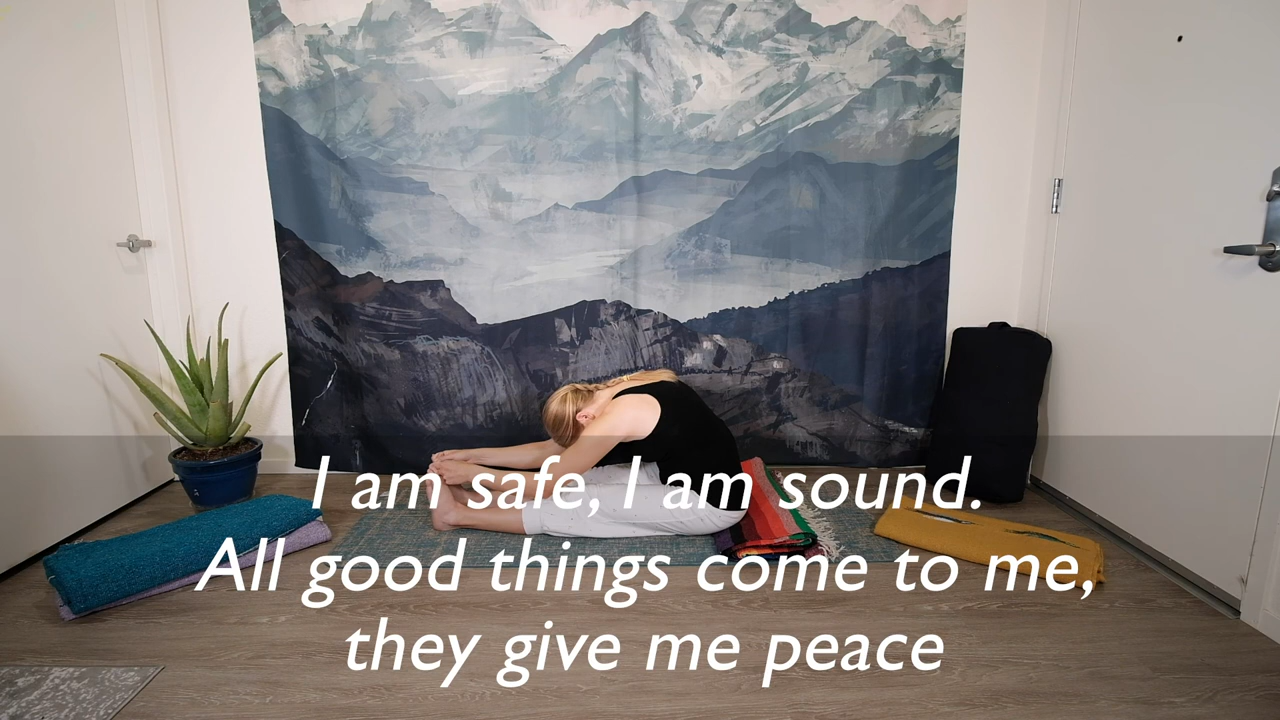 I am safe, I am sound.
All good things come to me,
they give me peace